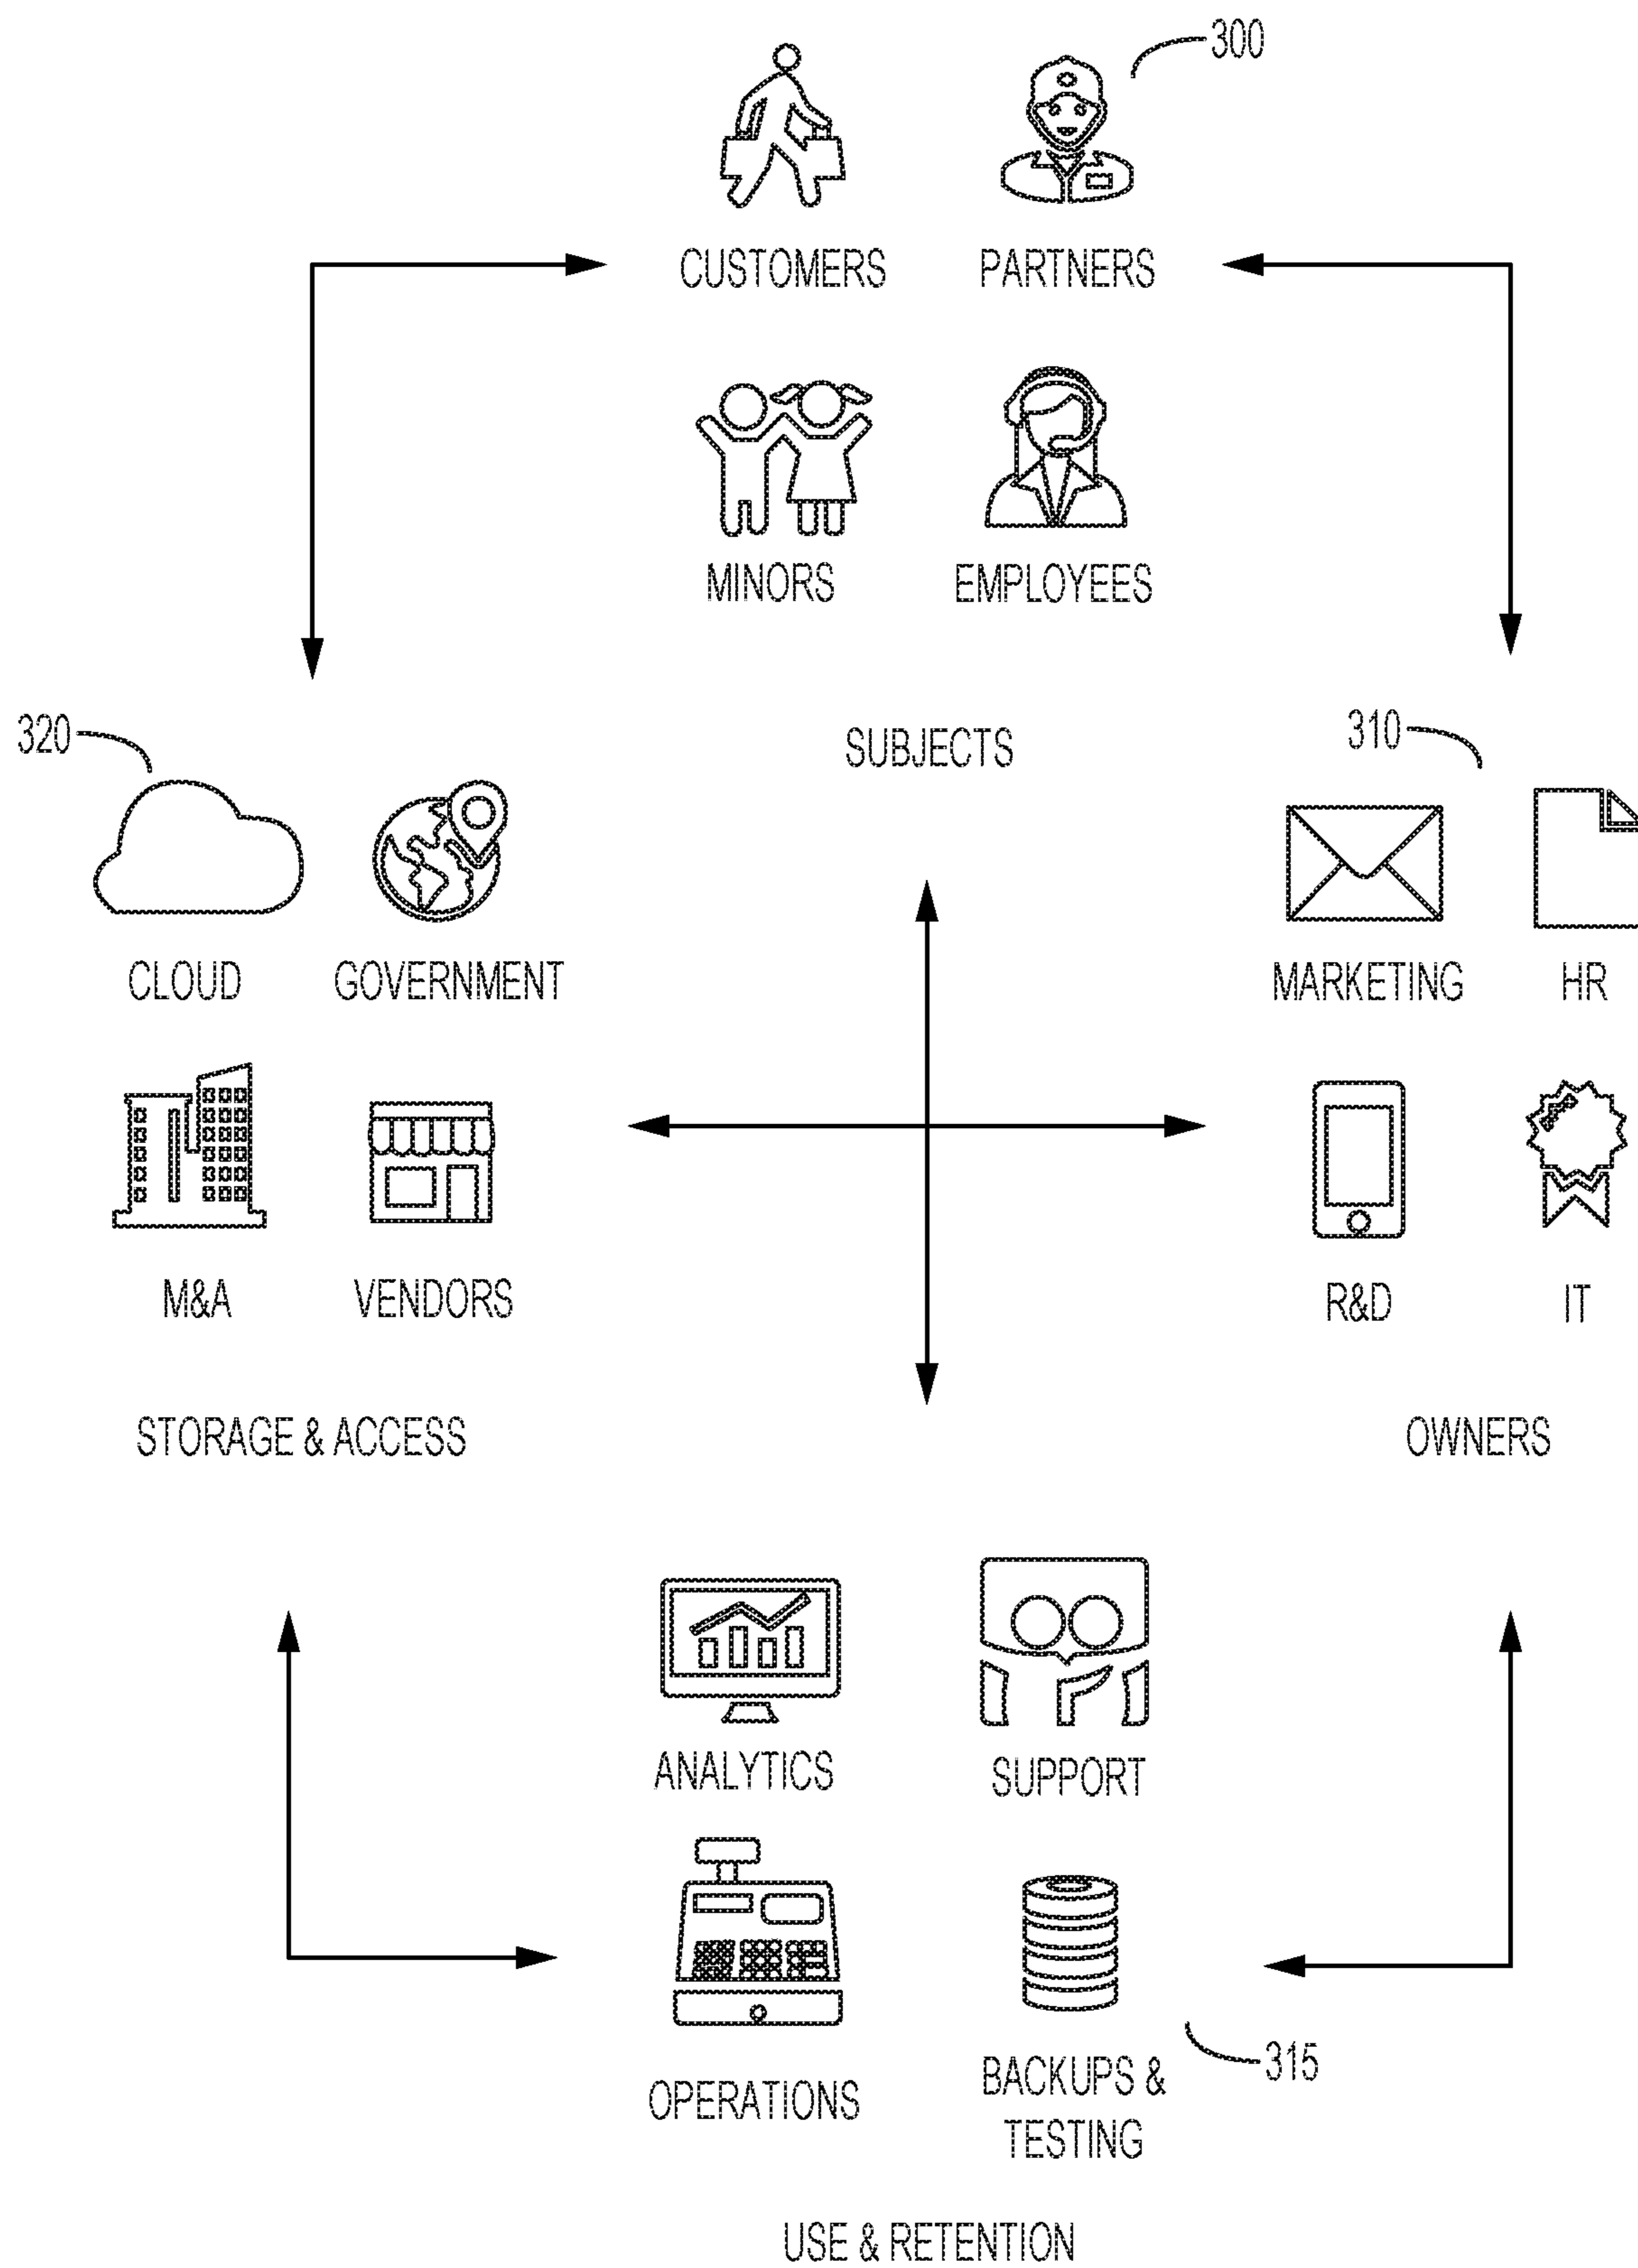 300
CUSTOMERS PARTNERS
MINORS EMPLOYEES
320
SUBJECTS
310
CLOUD GOVERNMENT
MARKETING HR
M&A VENDORS
R&D IT
STORAGE & ACCESS
OWNERS
ANALYTICS SUPPORT
OPERATIONS
BACKUPS &
TESTING
315
USE & RETENTION